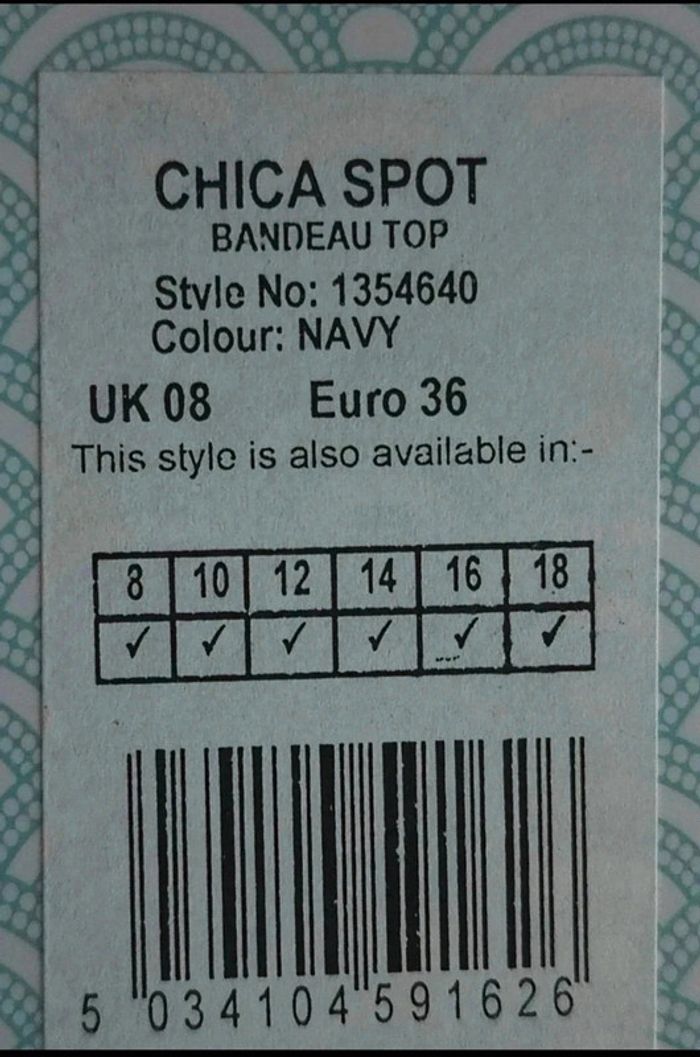 CHICA SPOT
BANDEAU TOP
Style No: 1354640
Colour: NAVY
UK 08 Euro 36
This style is also available in:-
8 10 12 14 16 18
✓ ✓ ✓ ✓ ✓ ✓
5 034104 591626